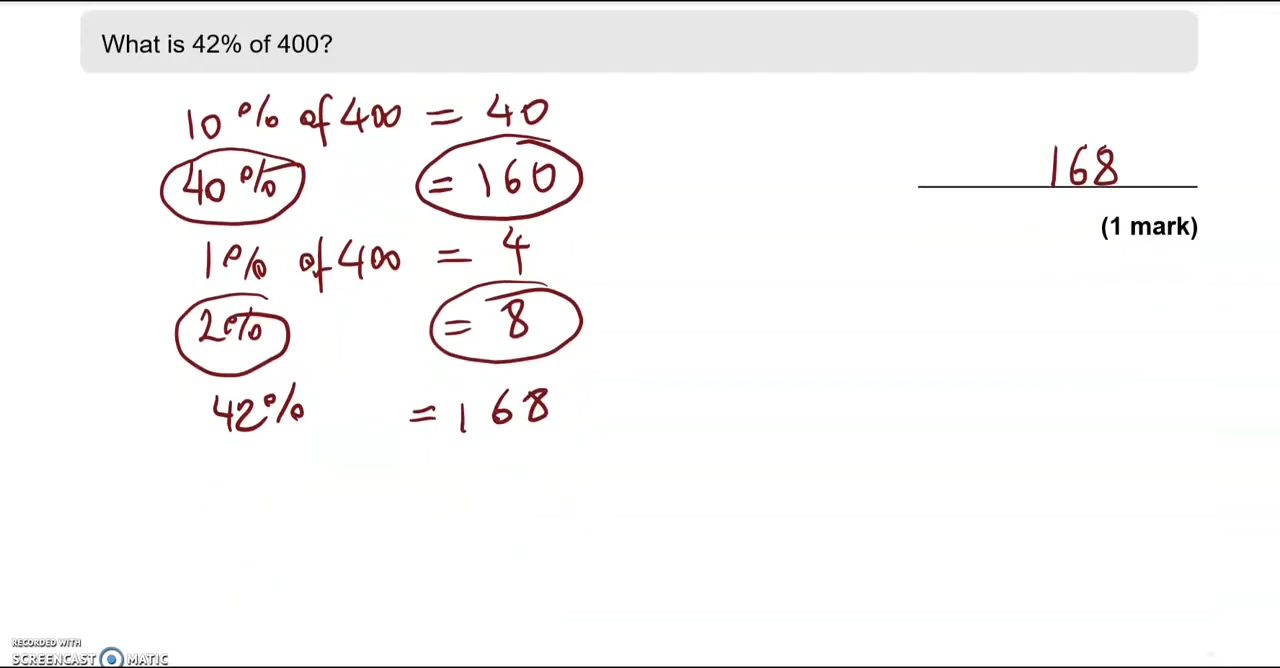 What is 42% of 400?
10% of 400 = 40
40% = 160
168
(1 mark)
1% of 400 = 4
2% = 8
42% = 168
RECORDED WITH
SCREENCAST MATIC